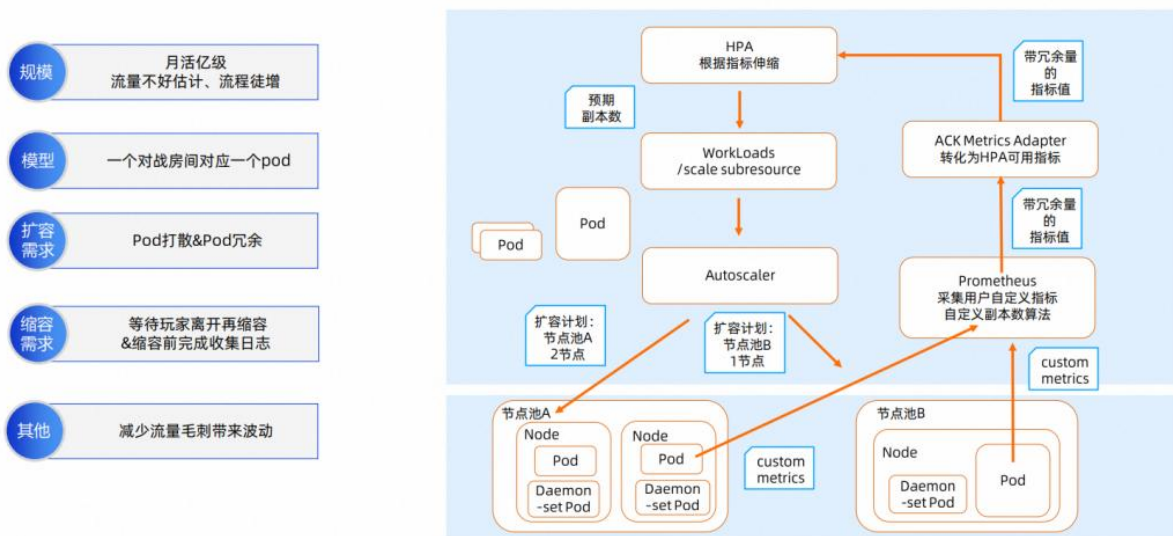 规模
月活亿级
流量不好估计、流程徒增
模型
一个对战房间对应一个pod
扩容
需求
Pod打散&Pod冗余
缩容
需求
等待玩家离开再缩容
&缩容前完成收集日志
其他
减少流量毛刺带来波动
HPA
根据指标伸缩
带冗余量
的
指标值
预期
副本数
WorkLoads
/scale subresource
ACK Metrics Adapter
转化为HPA可用指标
Pod
Pod
带冗余量
的
指标值
Autoscaler
Prometheus
采集用户自定义指标
自定义副本数算法
扩容计划：
节点池A
2节点
扩容计划：
节点池B
1节点
custom
metrics
节点池A
Node
Pod
Daemon
-set Pod
Node
Pod
Daemon
-set Pod
custom
metrics
节点池B
Node
Daemon
-set Pod
Pod